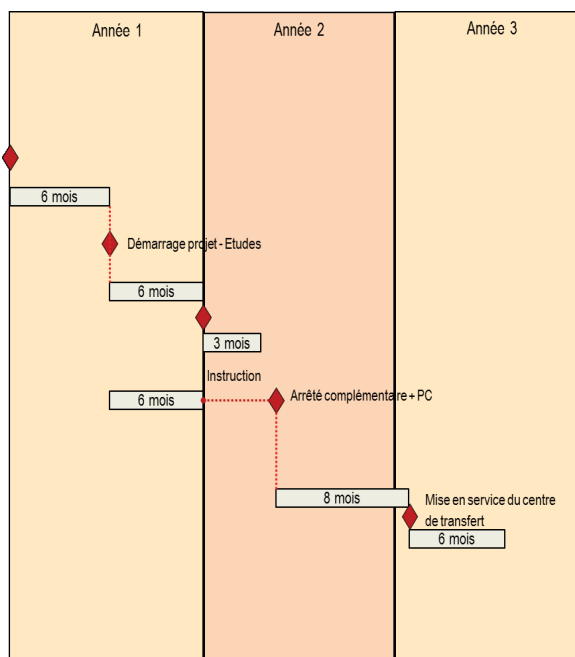 Année 1
Année 2
Année 3
6 mois
Démarrage projet - Etudes
6 mois
3 mois
Instruction
6 mois
Arrêté complémentaire + PC
8 mois
Mise en service du centre
de transfert
6 mois